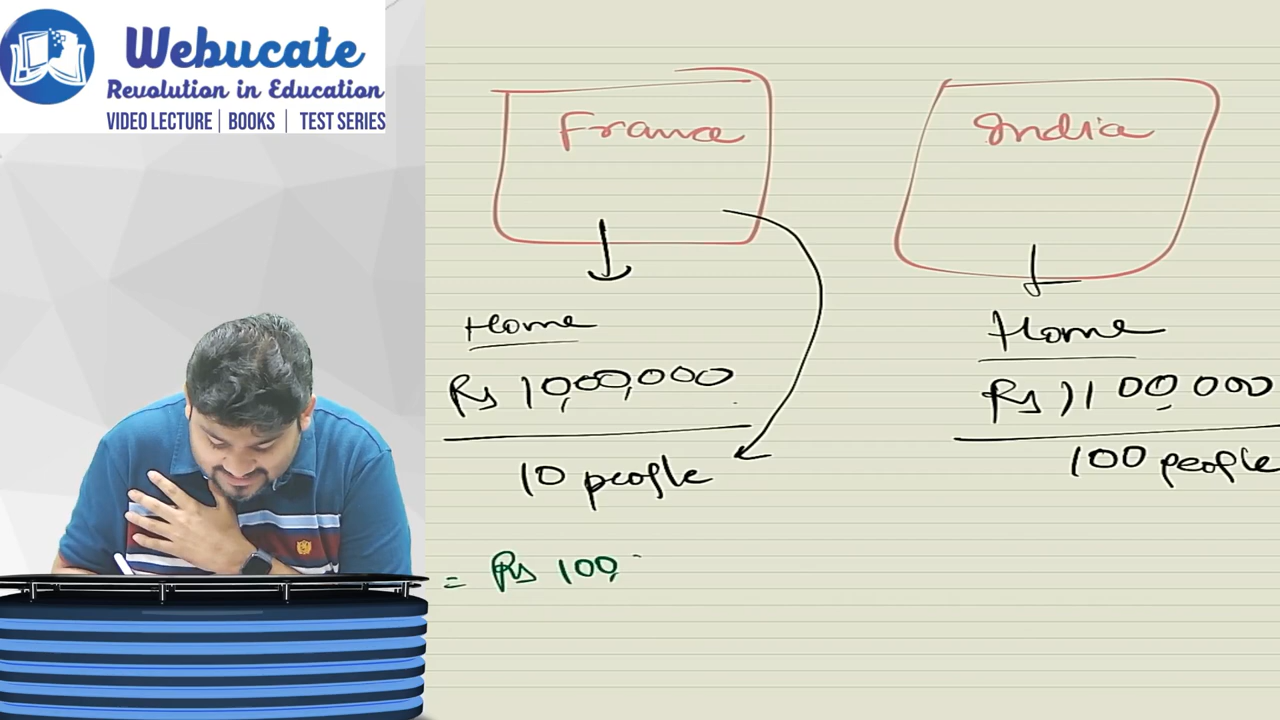 Webucate
Revolution in Education
VIDEO LECTURE | BOOKS | TEST SERIES
France
India
Home
Rs 10,00,000
10 people
Home
Rs 11 00,000
100 people
= Rs 100,